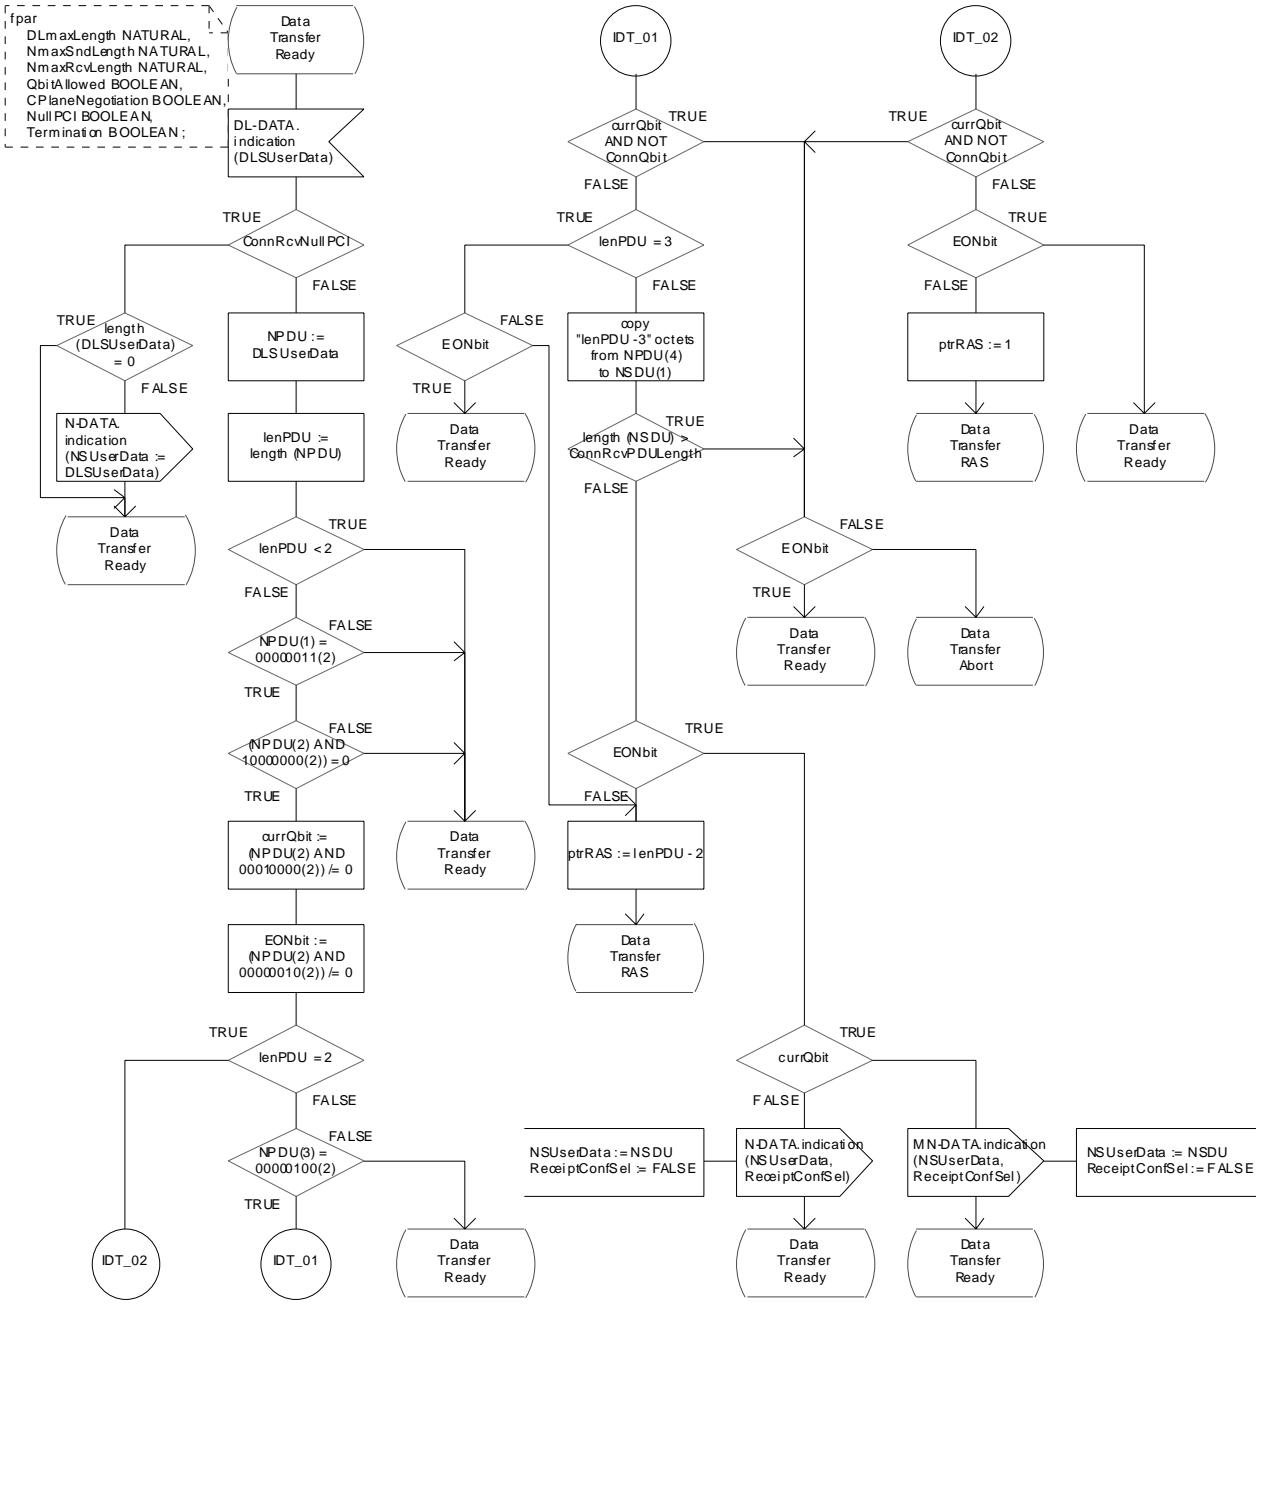 fpar
DLmaxLength NATURAL,
NmaxSndLength NATURAL,
NmaxRcvLength NATURAL,
QbitAllowed BOOLEAN,
CPlaneNegotiation BOOLEAN,
NullPCI BOOLEAN,
Termination BOOLEAN ;
Data
Transfer
Ready
DL-DATA.
indication
(DLSUserData)
TRUE
ConnRcvNullPCI
FALSE
TRUE
length
(DLSUserData)
= 0
FALSE
N-DATA.
indication
(NSUserData :=
DLSUserData)
Data
Transfer
Ready
NPDU :=
DLSUserData
lenPDU :=
length (NPDU)
TRUE
lenPDU < 2
FALSE
FALSE
NPDU(1) =
00000011(2)
TRUE
FALSE
(NPDU(2) AND
10000000(2)) = 0
TRUE
Data
Transfer
Ready
currQbit :=
(NPDU(2) AND
00010000(2)) /= 0
EONbit :=
(NPDU(2) AND
00000010(2)) /= 0
TRUE
lenPDU = 2
FALSE
FALSE
NPDU(3) =
00000100(2)
TRUE
IDT_02
IDT_01
Data
Transfer
Ready
IDT_01
TRUE
currQbit
AND NOT
ConnQbit
FALSE
TRUE
lenPDU = 3
FALSE
FALSE
EONbit
TRUE
Data
Transfer
Ready
copy
"lenPDU -3" octets
from NPDU(4)
to NSDU(1)
TRUE
length (NSDU) >
ConnRcvPDULength
FALSE
TRUE
EONbit
FALSE
ptrRAS := lenPDU - 2
Data
Transfer
RAS
IDT_02
TRUE
currQbit
AND NOT
ConnQbit
FALSE
TRUE
EONbit
FALSE
ptrRAS := 1
Data
Transfer
RAS
Data
Transfer
Ready
FALSE
EONbit
TRUE
Data
Transfer
Ready
Data
Transfer
Abort
TRUE
currQbit
FALSE
NSUserData := NSDU
ReceiptConfSel := FALSE
N-DATA.indication
(NSUserData,
ReceiptConfSel)
MN-DATA.indication
(NSUserData,
ReceiptConfSel)
NSUserData := NSDU
ReceiptConfSel := FALSE
Data
Transfer
Ready
Data
Transfer
Ready